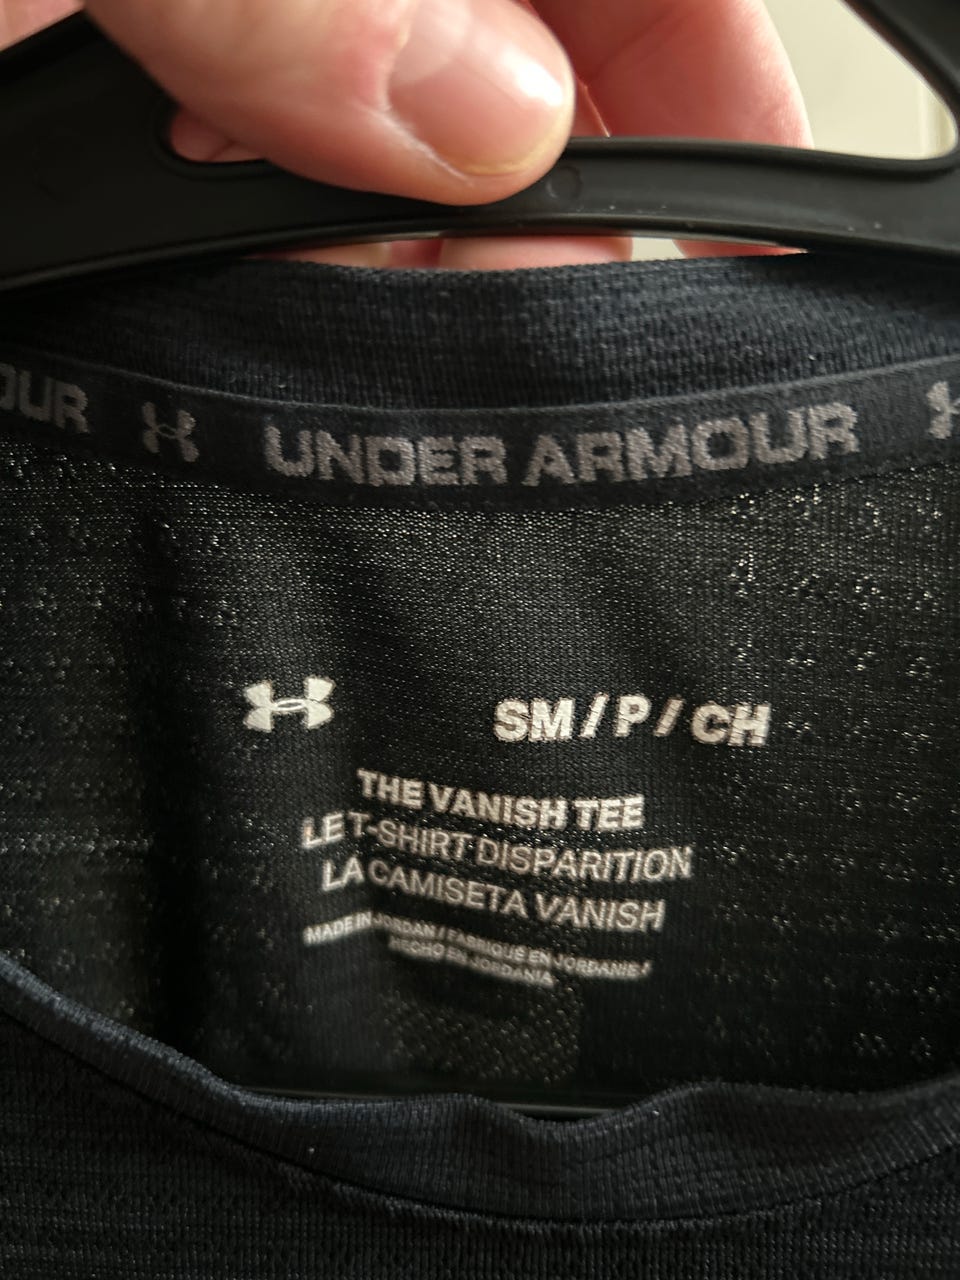 OUR UNDER ARMOUR
SM / P / CH
THE VANISH TEE
LE T-SHIRT DISPARITION
LA CAMISETA VANISH
MADE IN JORDAN / FABRIQUÉ EN JORDANIE /
HECHO EN JORDANIA